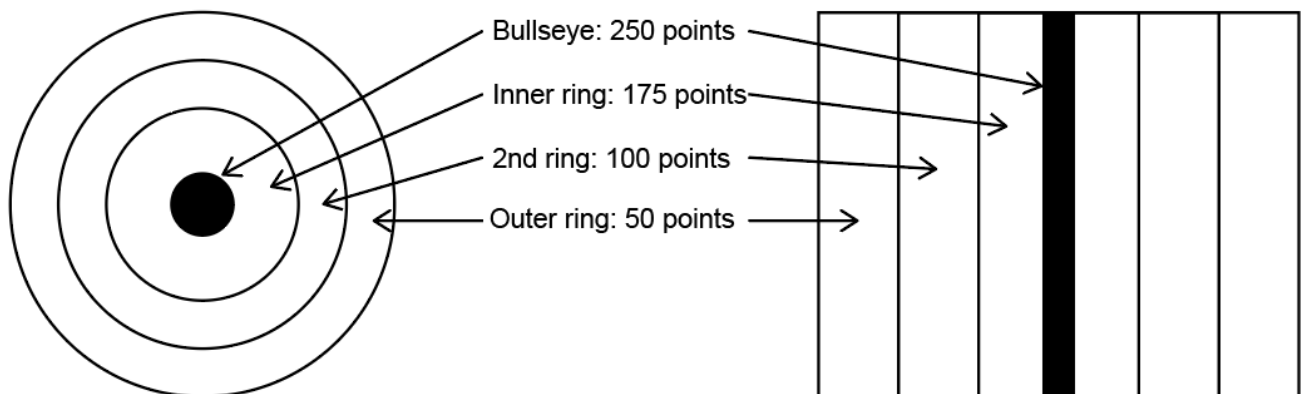 Bullseye: 250 points
Inner ring: 175 points
2nd ring: 100 points
Outer ring: 50 points